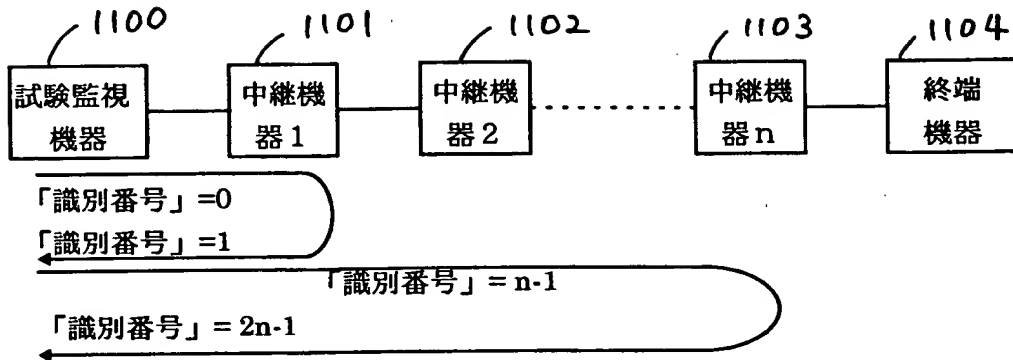 1100
1101
1102
1103
1104
試験監視
機器
中継機
器1
中継機
器2
中継機
器n
終端
機器
「識別番号」=0
「識別番号」=1
「識別番号」= n-1
「識別番号」= 2n-1